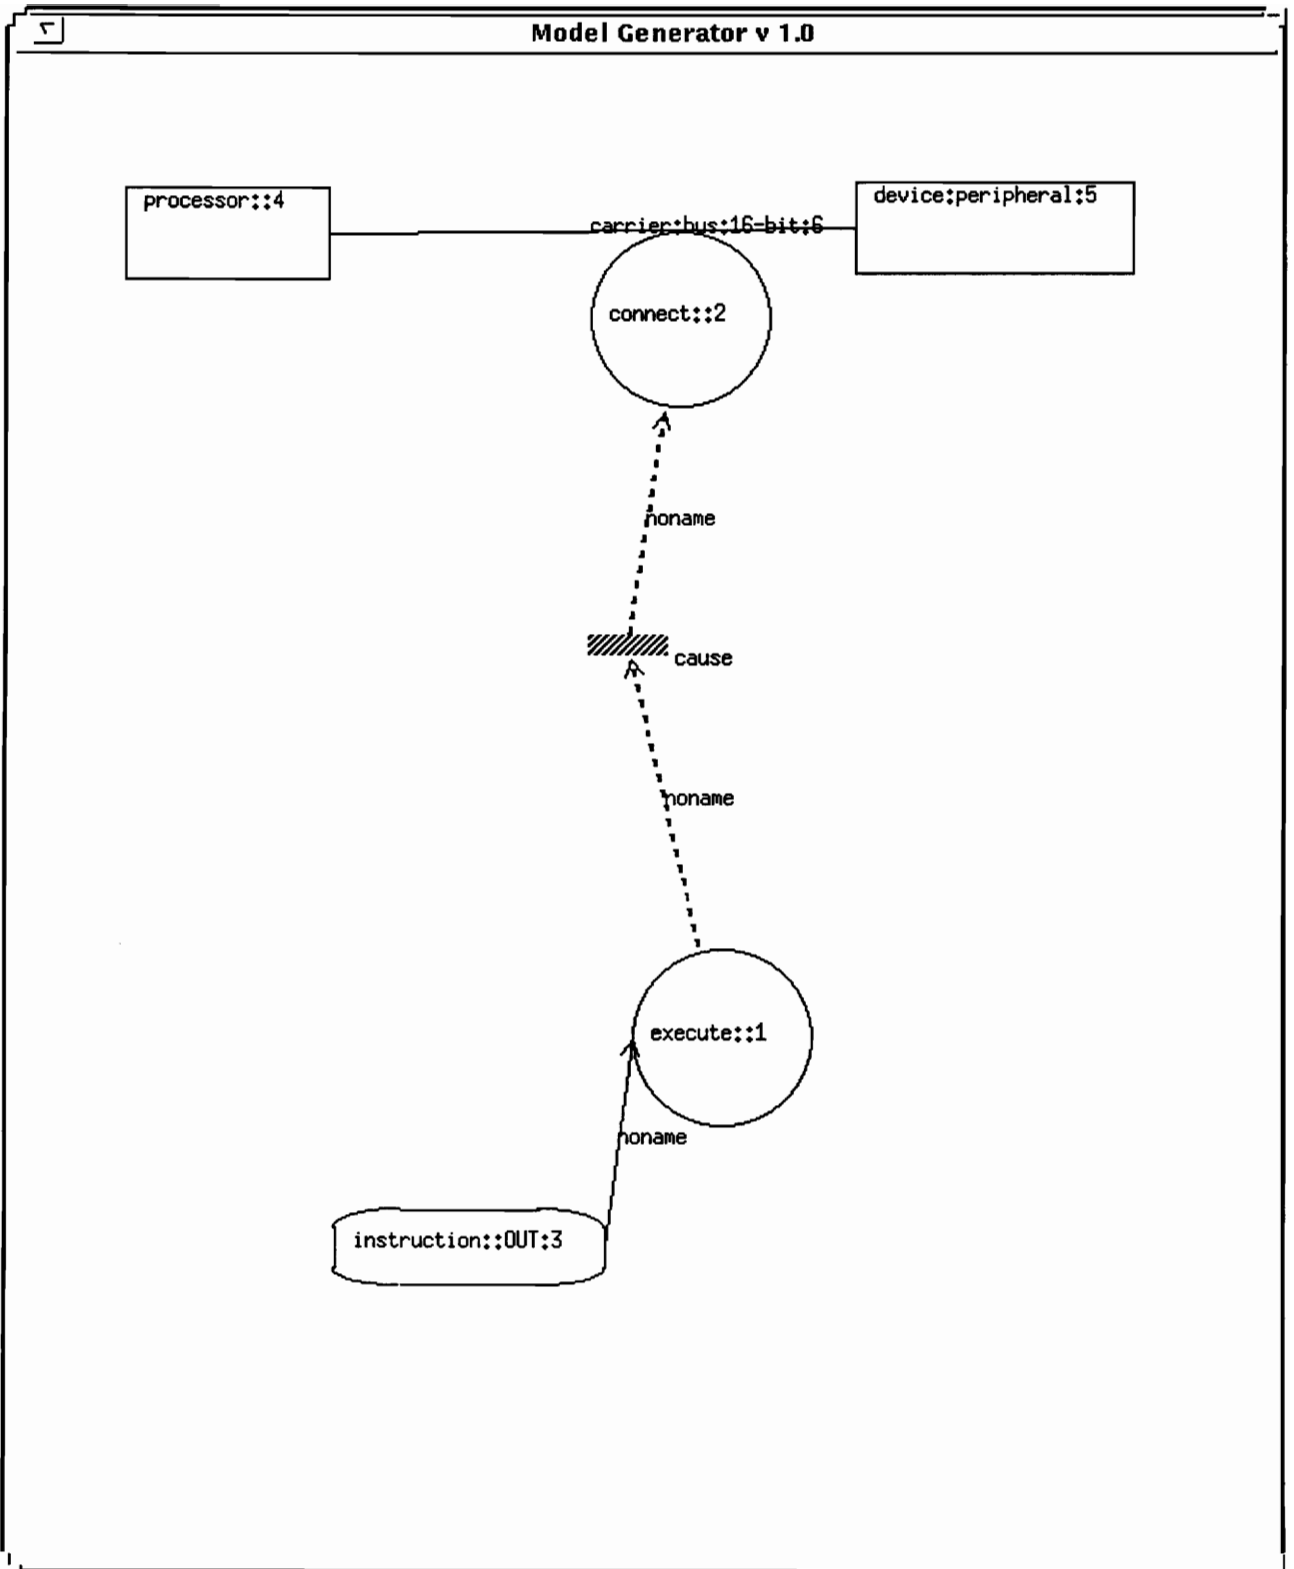 Model Generator v 1.0
processor::4
device:peripheral:5
carrier:bus:16-bit:6
connect::2
noname
cause
noname
execute::1
noname
instruction::OUT:3